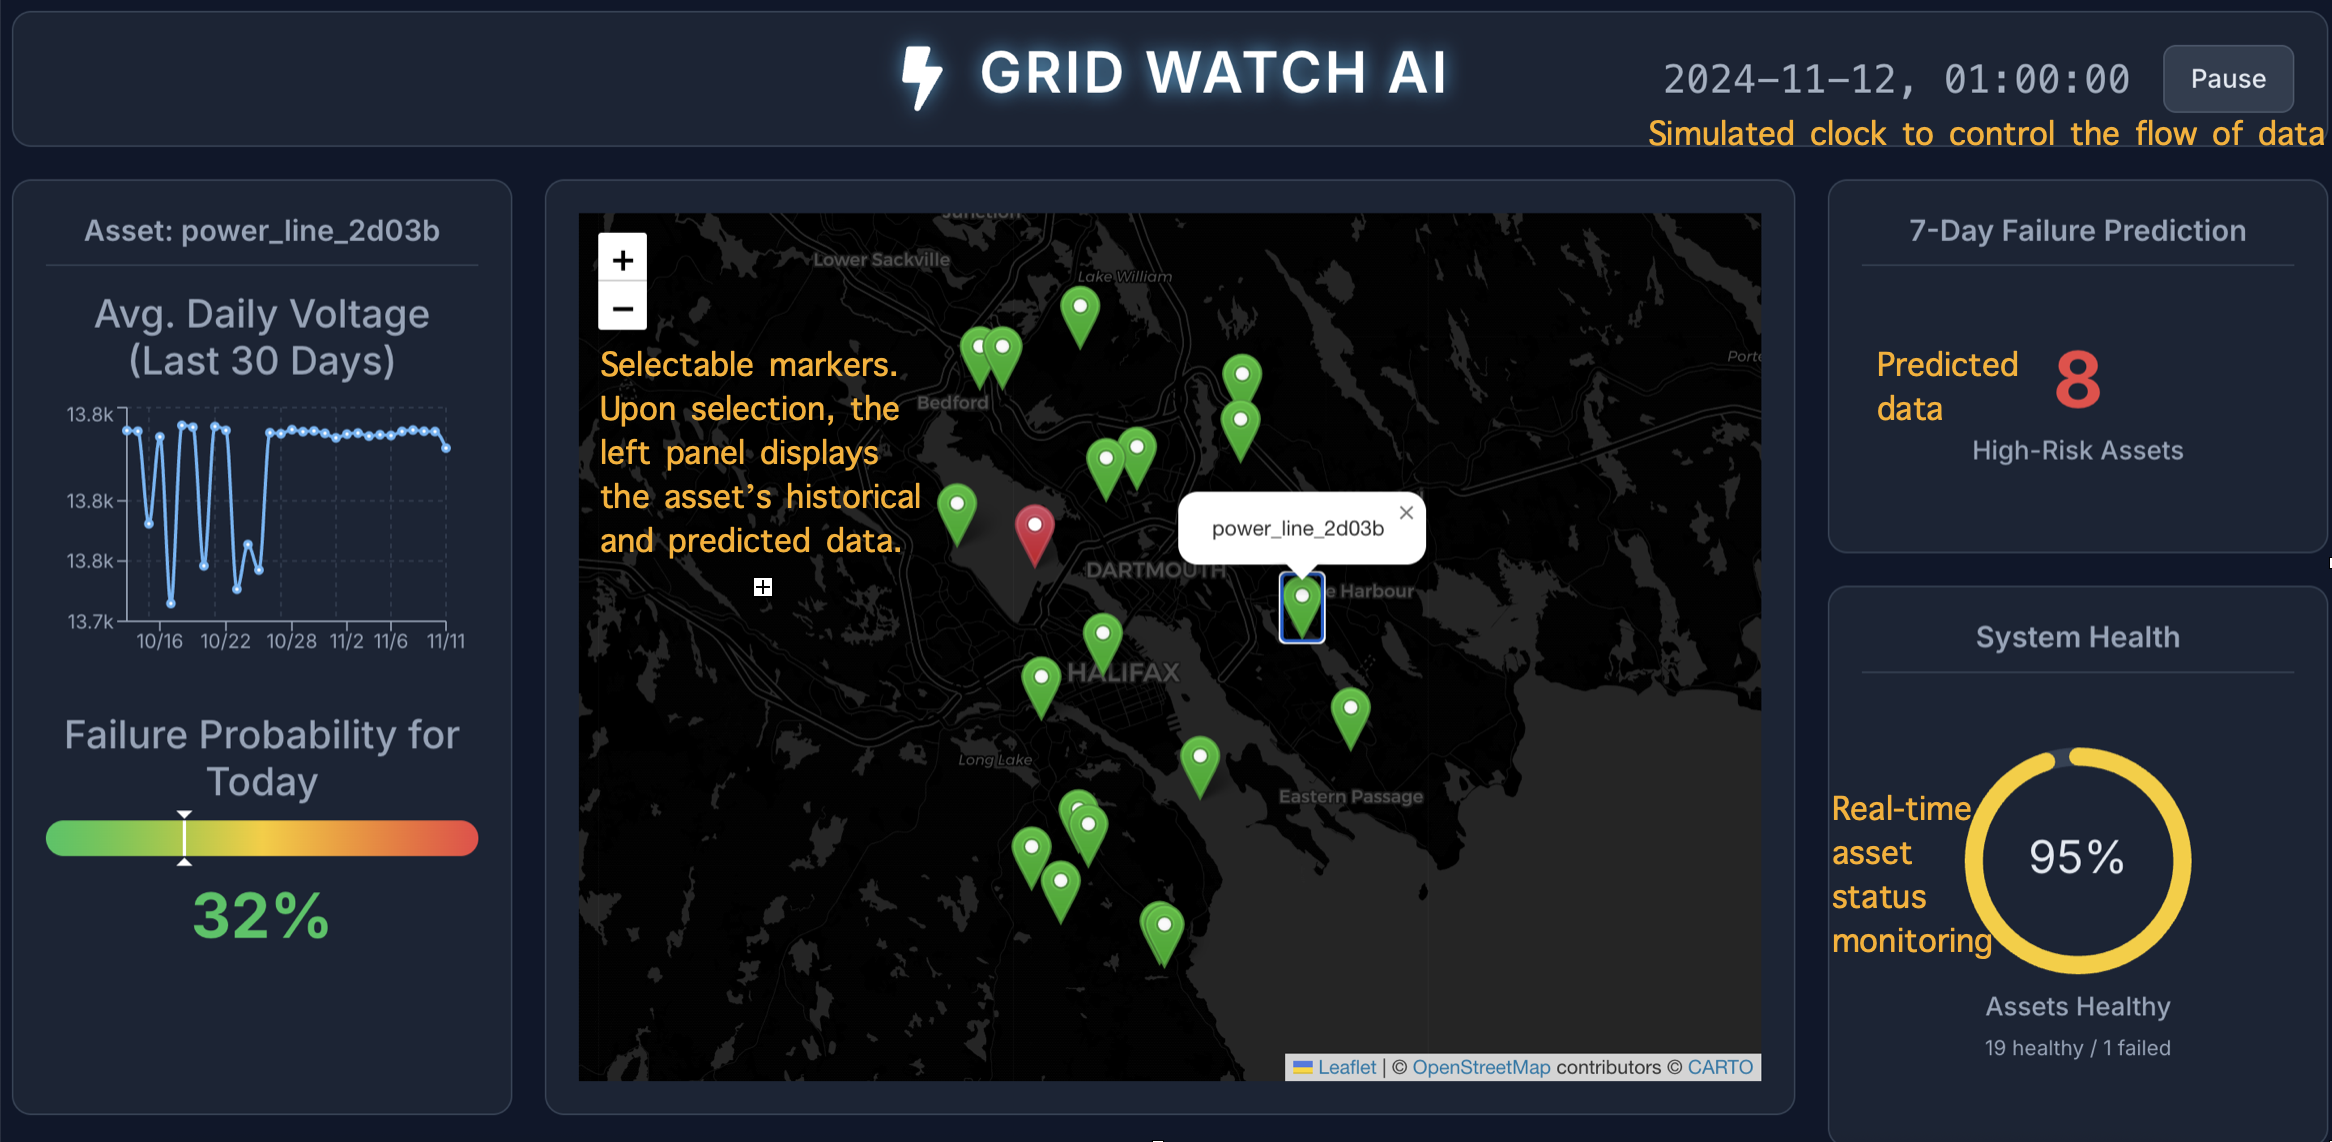 GRID WATCH AI
2024-11-12, 01:00:00
Pause
Simulated clock to control the flow of data
Asset: power_line_2d03b
Avg. Daily Voltage
(Last 30 Days)
13.8k
13.8k
13.8k
13.7k
10/16 10/22 10/28 11/2 11/6 11/11
Failure Probability for
Today
32%
+
−
Junction
Lower Sackville
Lake William
Porte
Selectable markers.
Upon selection, the
left panel displays
the asset’s historical
and predicted data.
Bedford
power_line_2d03b ×
DARTMOUTH
e Harbour
HALIFAX
Long Lake
Eastern Passage
Leaflet | © OpenStreetMap contributors © CARTO
7-Day Failure Prediction
Predicted
data
8
High-Risk Assets
System Health
Real-time
asset
status
monitoring
95%
Assets Healthy
19 healthy / 1 failed